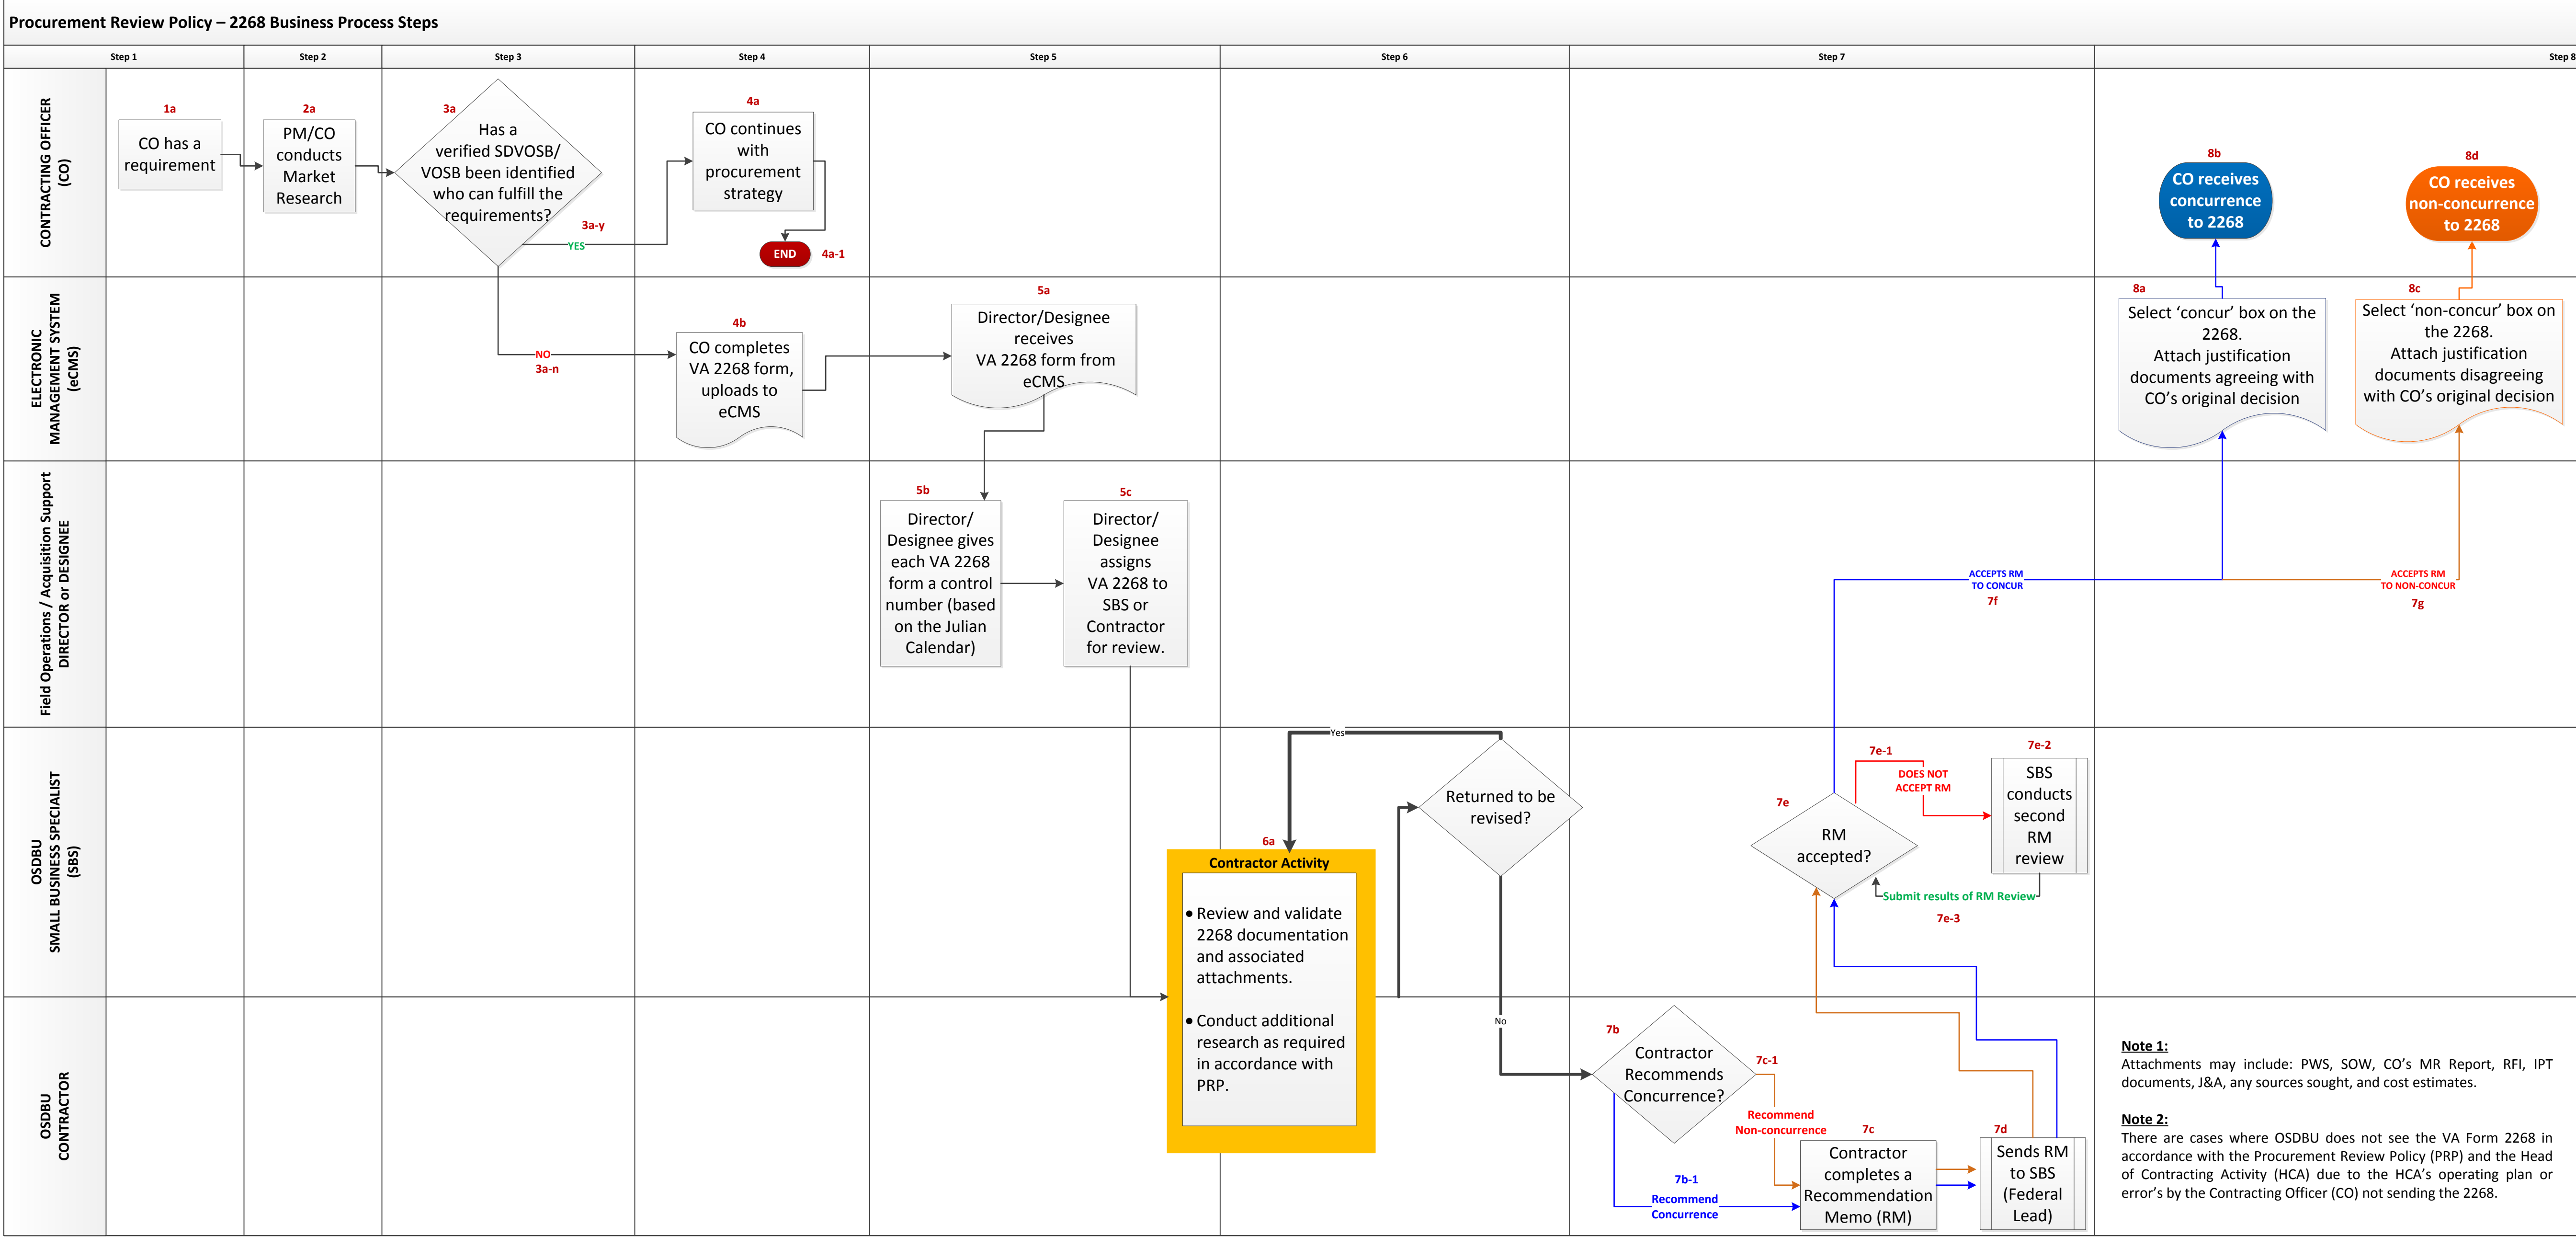 Procurement Review Policy – 2268 Business Process Steps
Step 1
Step 2
Step 3
Step 4
Step 5
Step 6
Step 7
Step 8
CONTRACTING OFFICER
(CO)
1a
CO has a
requirement
2a
PM/CO
conducts
Market
Research
3a
Has a
verified SDVOSB/
VOSB been identified
who can fulfill the
requirements?
3a-y
YES
4a
CO continues
with
procurement
strategy
END
4a-1
8b
CO receives
concurrence
to 2268
8d
CO receives
non-concurrence
to 2268
ELECTRONIC
MANAGEMENT SYSTEM
(eCMS)
NO
3a-n
4b
CO completes
VA 2268 form,
uploads to
eCMS
5a
Director/Designee
receives
VA 2268 form from
eCMS
8a
Select ‘concur’ box on the
2268.
Attach justification
documents agreeing with
CO’s original decision
8c
Select ‘non-concur’ box on
the 2268.
Attach justification
documents disagreeing
with CO’s original decision
Field Operations / Acquisition Support
DIRECTOR or DESIGNEE
5b
Director/
Designee gives
each VA 2268
form a control
number (based
on the Julian
Calendar)
5c
Director/
Designee
assigns
VA 2268 to
SBS or
Contractor
for review.
ACCEPTS RM
TO CONCUR
7f
ACCEPTS RM
TO NON-CONCUR
7g
OSDBU
SMALL BUSINESS SPECIALIST
(SBS)
Yes
Returned to be
revised?
6a
Contractor Activity
• Review and validate
2268 documentation
and associated
attachments.
• Conduct additional
research as required
in accordance with
PRP.
7e
RM
accepted?
7e-1
DOES NOT
ACCEPT RM
7e-2
SBS
conducts
second
RM
review
Submit results of RM Review
7e-3
OSDBU
CONTRACTOR
No
7b
Contractor
Recommends
Concurrence?
7c-1
Recommend
Non-concurrence
7b-1
Recommend
Concurrence
7c
Contractor
completes a
Recommendation
Memo (RM)
7d
Sends RM
to SBS
(Federal
Lead)
Note 1:
Attachments may include: PWS, SOW, CO’s MR Report, RFI, IPT
documents, J&A, any sources sought, and cost estimates.
Note 2:
There are cases where OSDBU does not see the VA Form 2268 in
accordance with the Procurement Review Policy (PRP) and the Head
of Contracting Activity (HCA) due to the HCA’s operating plan or
error’s by the Contracting Officer (CO) not sending the 2268.